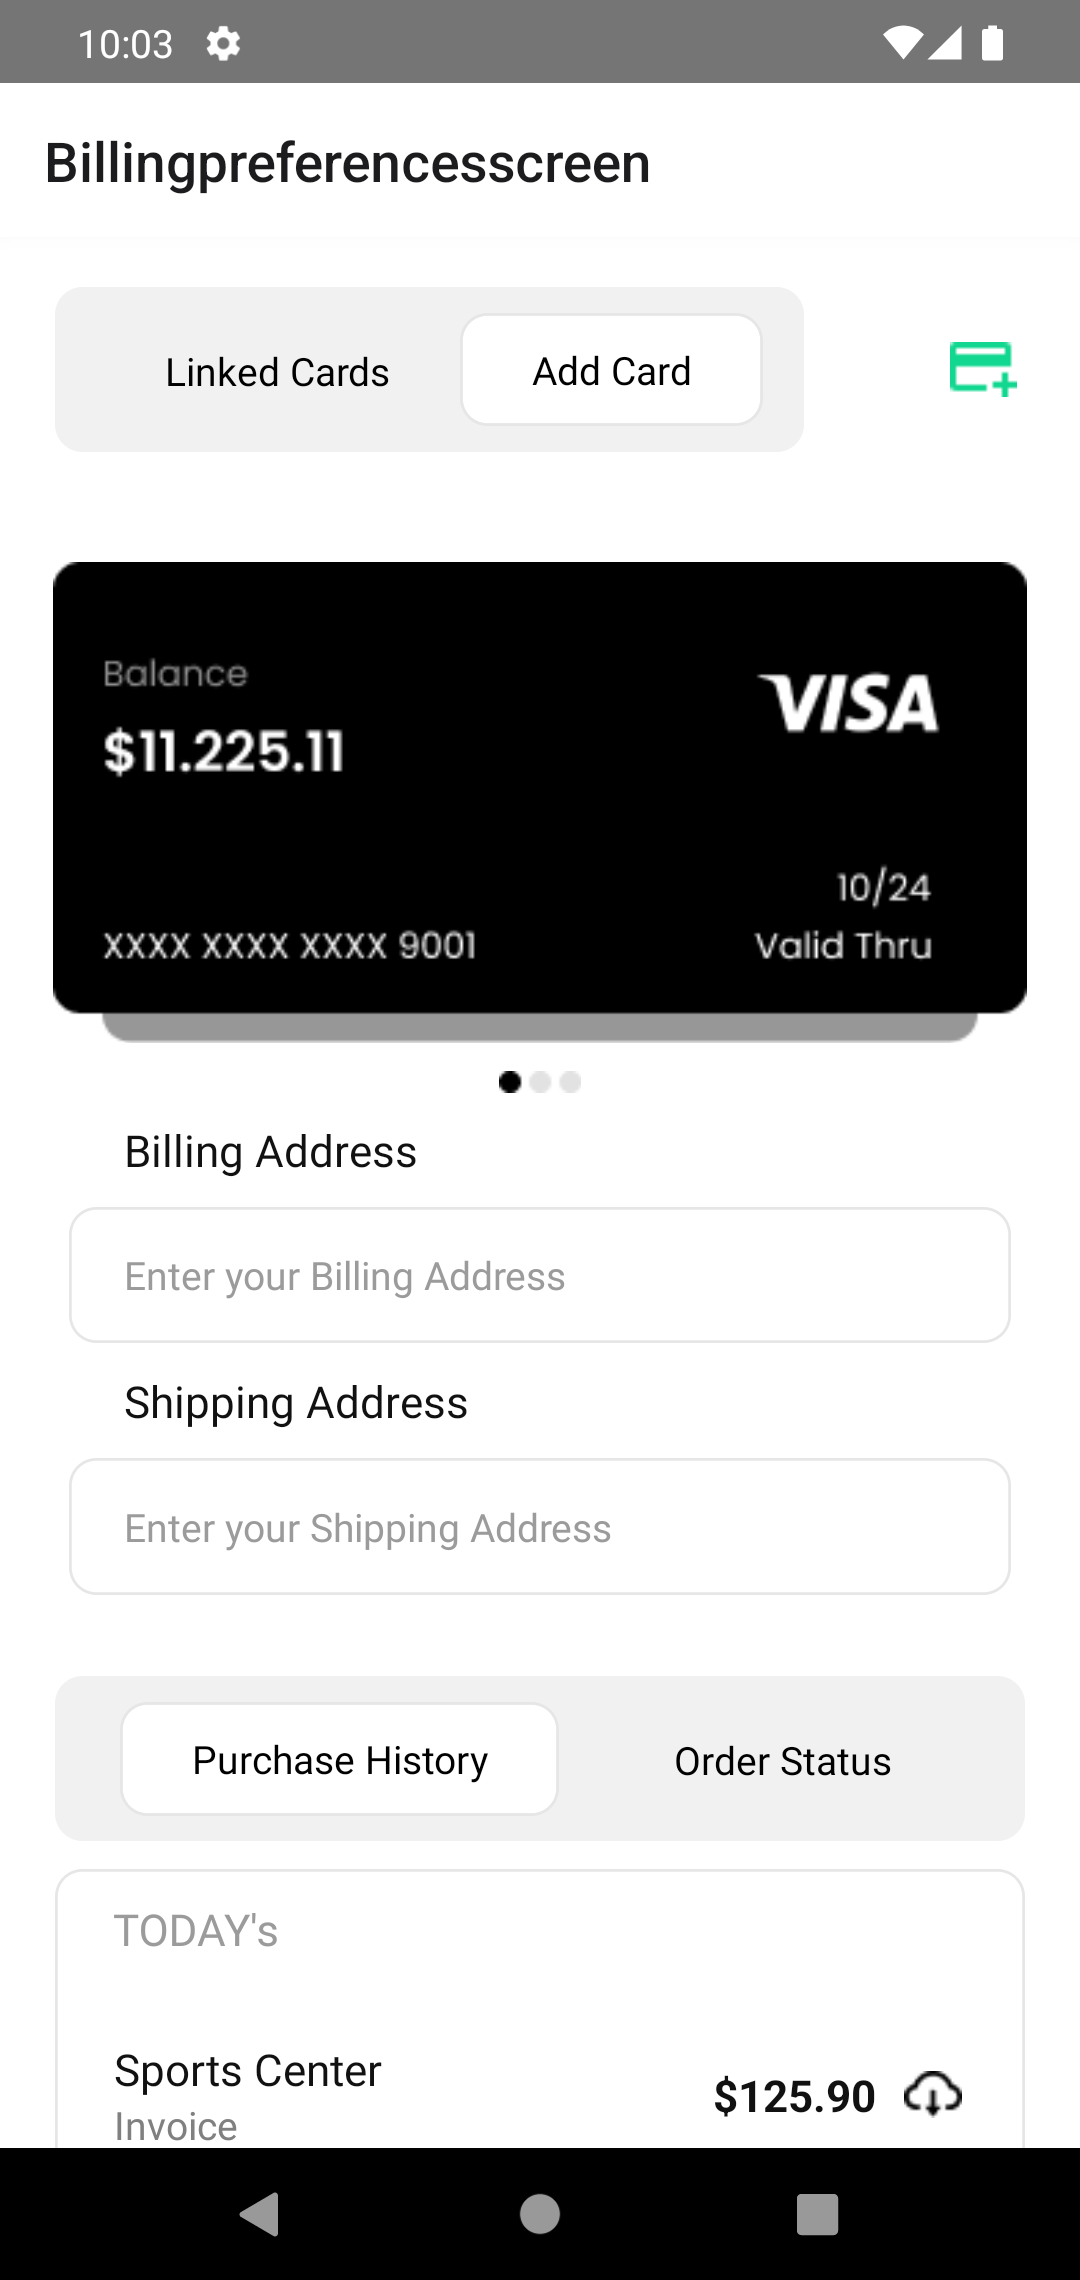 10:03
Billingpreferencesscreen
Linked Cards
Add Card
Balance
VISA
$11.225.11
10/24
XXXX XXXX XXXX 9001
Valid Thru
Billing Address
Enter your Billing Address
Shipping Address
Enter your Shipping Address
Purchase History
Order Status
TODAY's
Sports Center
$125.90
Invoice